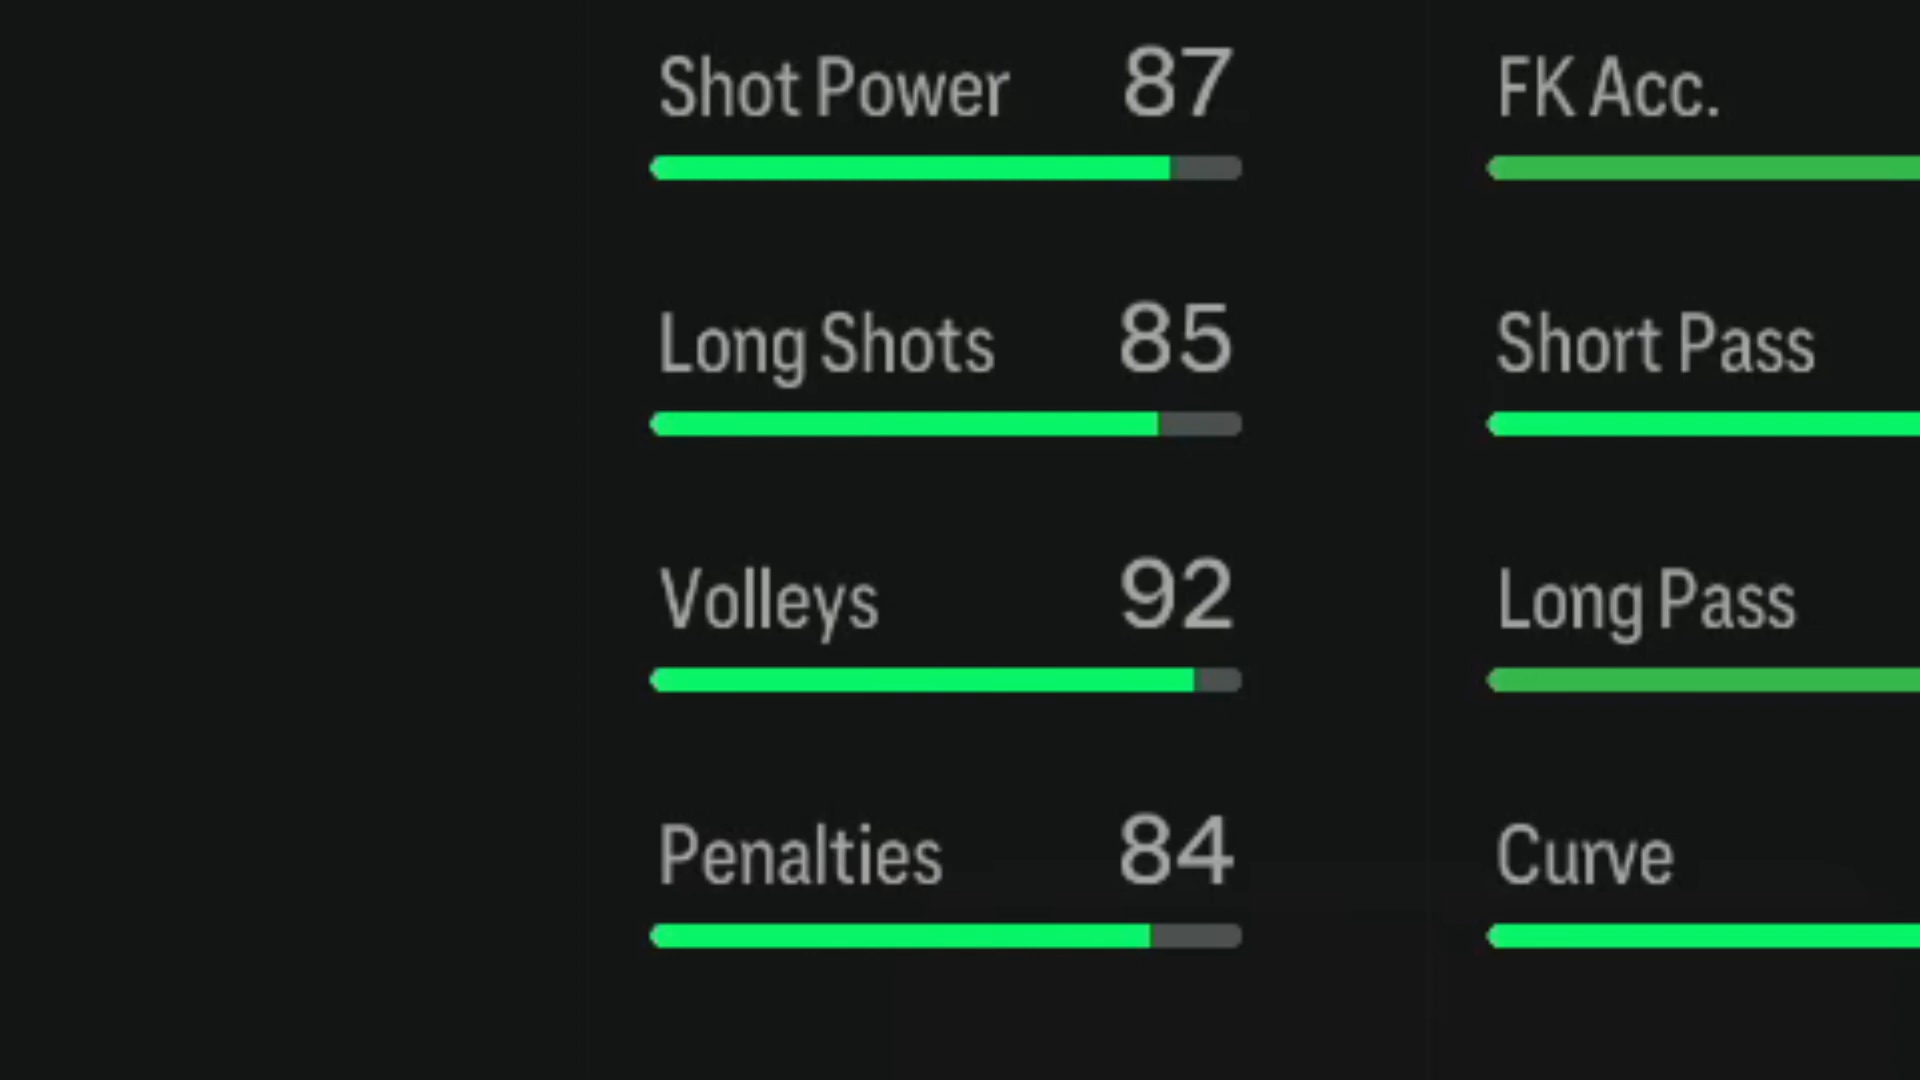 Shot Power 87
FK Acc.
Long Shots 85
Short Pass
Volleys 92
Long Pass
Penalties 84
Curve